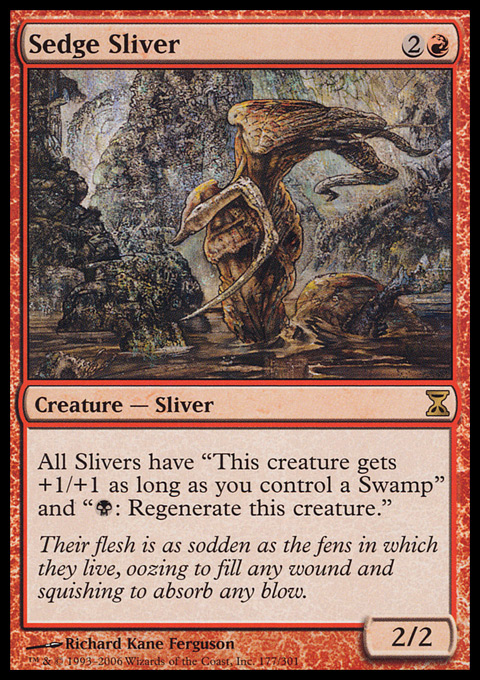 Sedge Sliver 2
Creature — Sliver
All Slivers have “This creature gets
+1/+1 as long as you control a Swamp”
and “: Regenerate this creature.”
Their flesh is as sodden as the fens in which
they live, oozing to fill any wound and
squishing to absorb any blow.
Richard Kane Ferguson
2/2
™ & © 1993–2006 Wizards of the Coast, Inc. 177/301